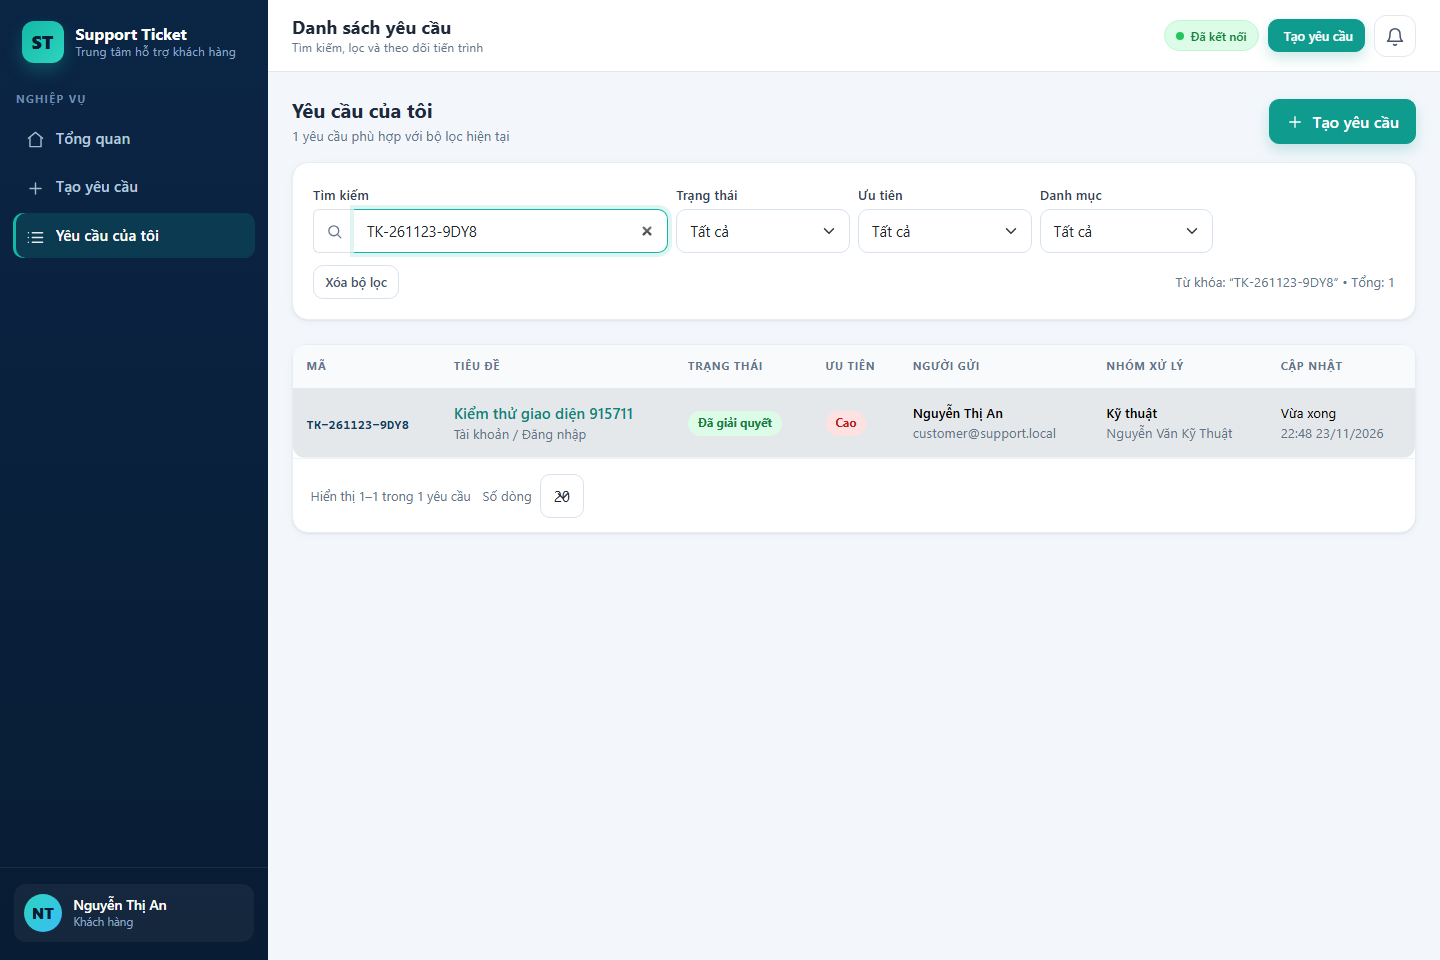 ST
Support Ticket
Trung tâm hỗ trợ khách hàng
NGHIỆP VỤ
Tổng quan
Tạo yêu cầu
Yêu cầu của tôi
NT
Nguyễn Thị An
Khách hàng
Danh sách yêu cầu
Tìm kiếm, lọc và theo dõi tiến trình
Đã kết nối
Tạo yêu cầu
Yêu cầu của tôi
1 yêu cầu phù hợp với bộ lọc hiện tại
+ Tạo yêu cầu
Tìm kiếm
Trạng thái
Ưu tiên
Danh mục
TK-261123-9DY8
Tất cả
Tất cả
Tất cả
Xóa bộ lọc
Từ khóa: “TK-261123-9DY8” • Tổng: 1
MÃ
TIÊU ĐỀ
TRẠNG THÁI
ƯU TIÊN
NGƯỜI GỬI
NHÓM XỬ LÝ
CẬP NHẬT
TK-261123-9DY8
Kiểm thử giao diện 915711
Tài khoản / Đăng nhập
Đã giải quyết
Cao
Nguyễn Thị An
customer@support.local
Kỹ thuật
Nguyễn Văn Kỹ Thuật
Vừa xong
22:48 23/11/2026
Hiển thị 1–1 trong 1 yêu cầu
Số dòng
20